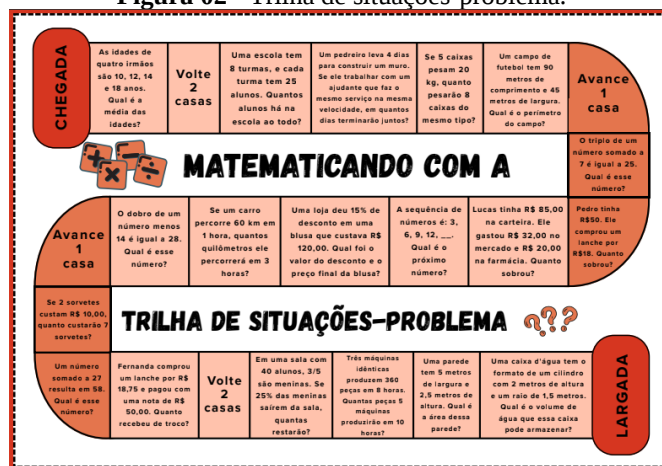 Figura 02 - Trilha de situações-problema.
CHEGADA
As idades de
quatro irmãos
são 10, 12, 14
e 18 anos.
Qual é a
média das
idades?
Volte
2
casas
Uma escola tem
8 turmas, e cada
turma tem 25
alunos. Quantos
alunos há na
escola ao todo?
Um pedreiro leva 4 dias
para construir um muro.
Se ele trabalhar com um
ajudante que faz o
mesmo serviço na mesma
velocidade, em quantos
dias terminarão juntos?
Se 5 caixas
pesam 20
kg, quanto
pesarão 8
caixas do
mesmo tipo?
Um campo de
futebol tem 90
metros de
comprimento e 45
metros de largura.
Qual é o perímetro
do campo?
Avance
1
casa
MATEMATICANDO COM A
O triplo de um
número somado a
7 é igual a 25.
Qual é esse
número?
Avance
1
casa
O dobro de um
número menos
14 é igual a 28.
Qual é esse
número?
Se um carro
percorre 60 km em
1 hora, quantos
quilômetros ele
percorrerá em 3
horas?
Uma loja deu 15% de
desconto em uma
blusa que custava R$
120,00. Qual foi o
valor do desconto e o
preço final da blusa?
A sequência de
números é: 3,
6, 9, 12, __.
Qual é o
próximo
número?
Lucas tinha R$ 85,00
na carteira. Ele
gastou R$ 32,00 no
mercado e R$ 20,00
na farmácia. Quanto
sobrou?
Pedro tinha
R$50. Ele
comprou um
lanche por
R$18. Quanto
sobrou?
Se 2 sorvetes
custam R$ 10,00,
quanto custarão 7
sorvetes?
TRILHA DE SITUAÇÕES-PROBLEMA ???
Um número
somado a 27
resulta em 58.
Qual é esse
número?
Fernanda comprou
um lanche por R$
18,75 e pagou com
uma nota de R$
50,00. Quanto
recebeu de troco?
Volte
2
casas
Em uma sala com
40 alunos, 3/5
são meninas. Se
25% das meninas
saírem da sala,
quantas
restarão?
Três máquinas
idênticas
produzem 360
peças em 8 horas.
Quantas peças 5
máquinas
produzirão em 10
horas?
Uma parede
tem 5 metros
de largura e
2,5 metros de
altura. Qual é
a área dessa
parede?
Uma caixa d'água tem o
formato de um cilindro
com 2 metros de altura
e um raio de 1,5 metros.
Qual é o volume de
água que essa caixa
pode armazenar?
LARGADA